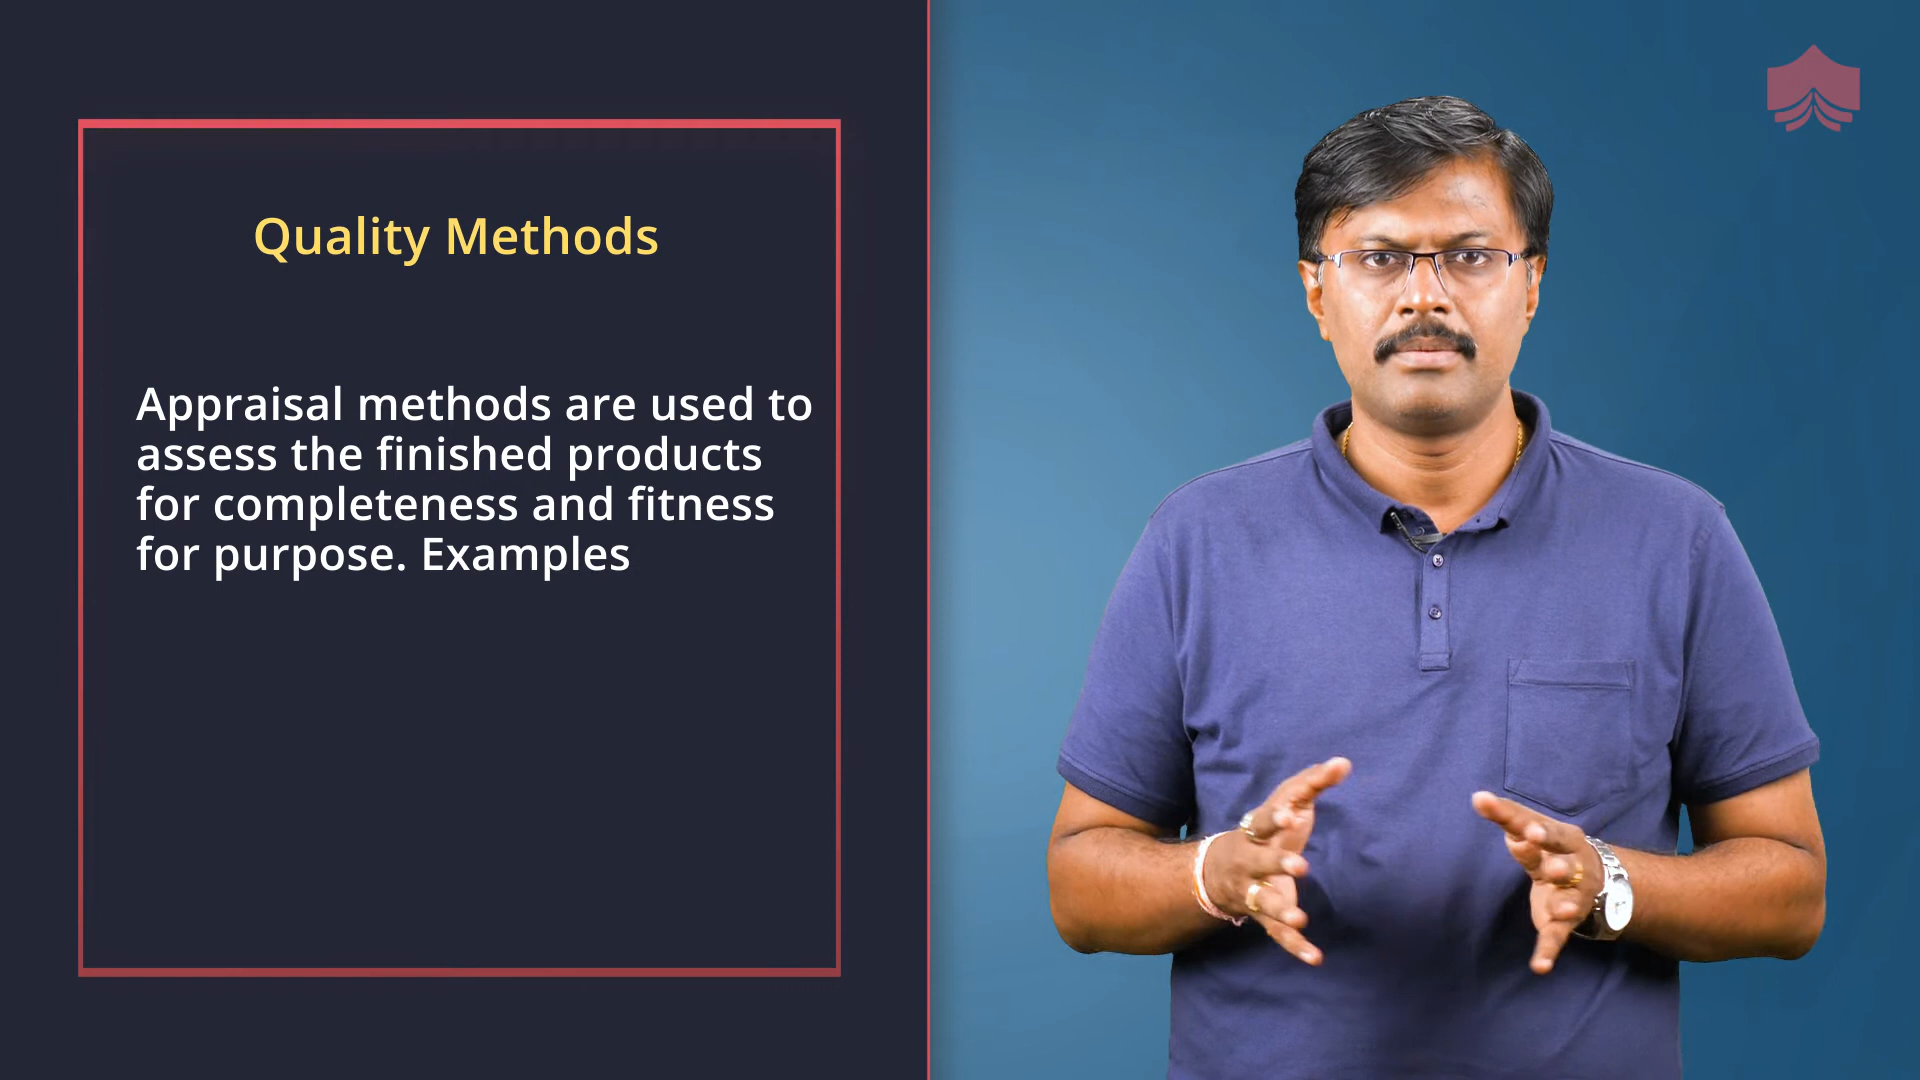 Quality Methods
Appraisal methods are used to
assess the finished products
for completeness and fitness
for purpose. Examples